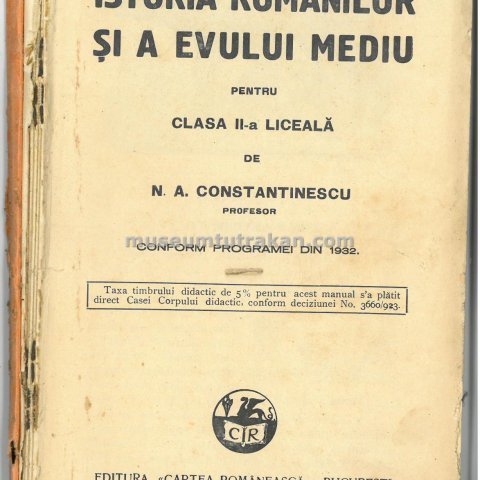 ISTORIA ROMÂNILOR
ȘI A EVULUI MEDIU
PENTRU
CLASA II-a LICEALĂ
DE
N. A. CONSTANTINESCU
PROFESOR
museumtutrakan.com
CONFORM PROGRAMEI DIN 1932.
Taxa timbrului didactic de 5% pentru acest manual s'a plătit
direct Casei Corpului didactic, conform deciziunei No. 3660/923.
CR
EDITURA „CARTEA ROMÂNEASCĂ", BUCUREȘTI